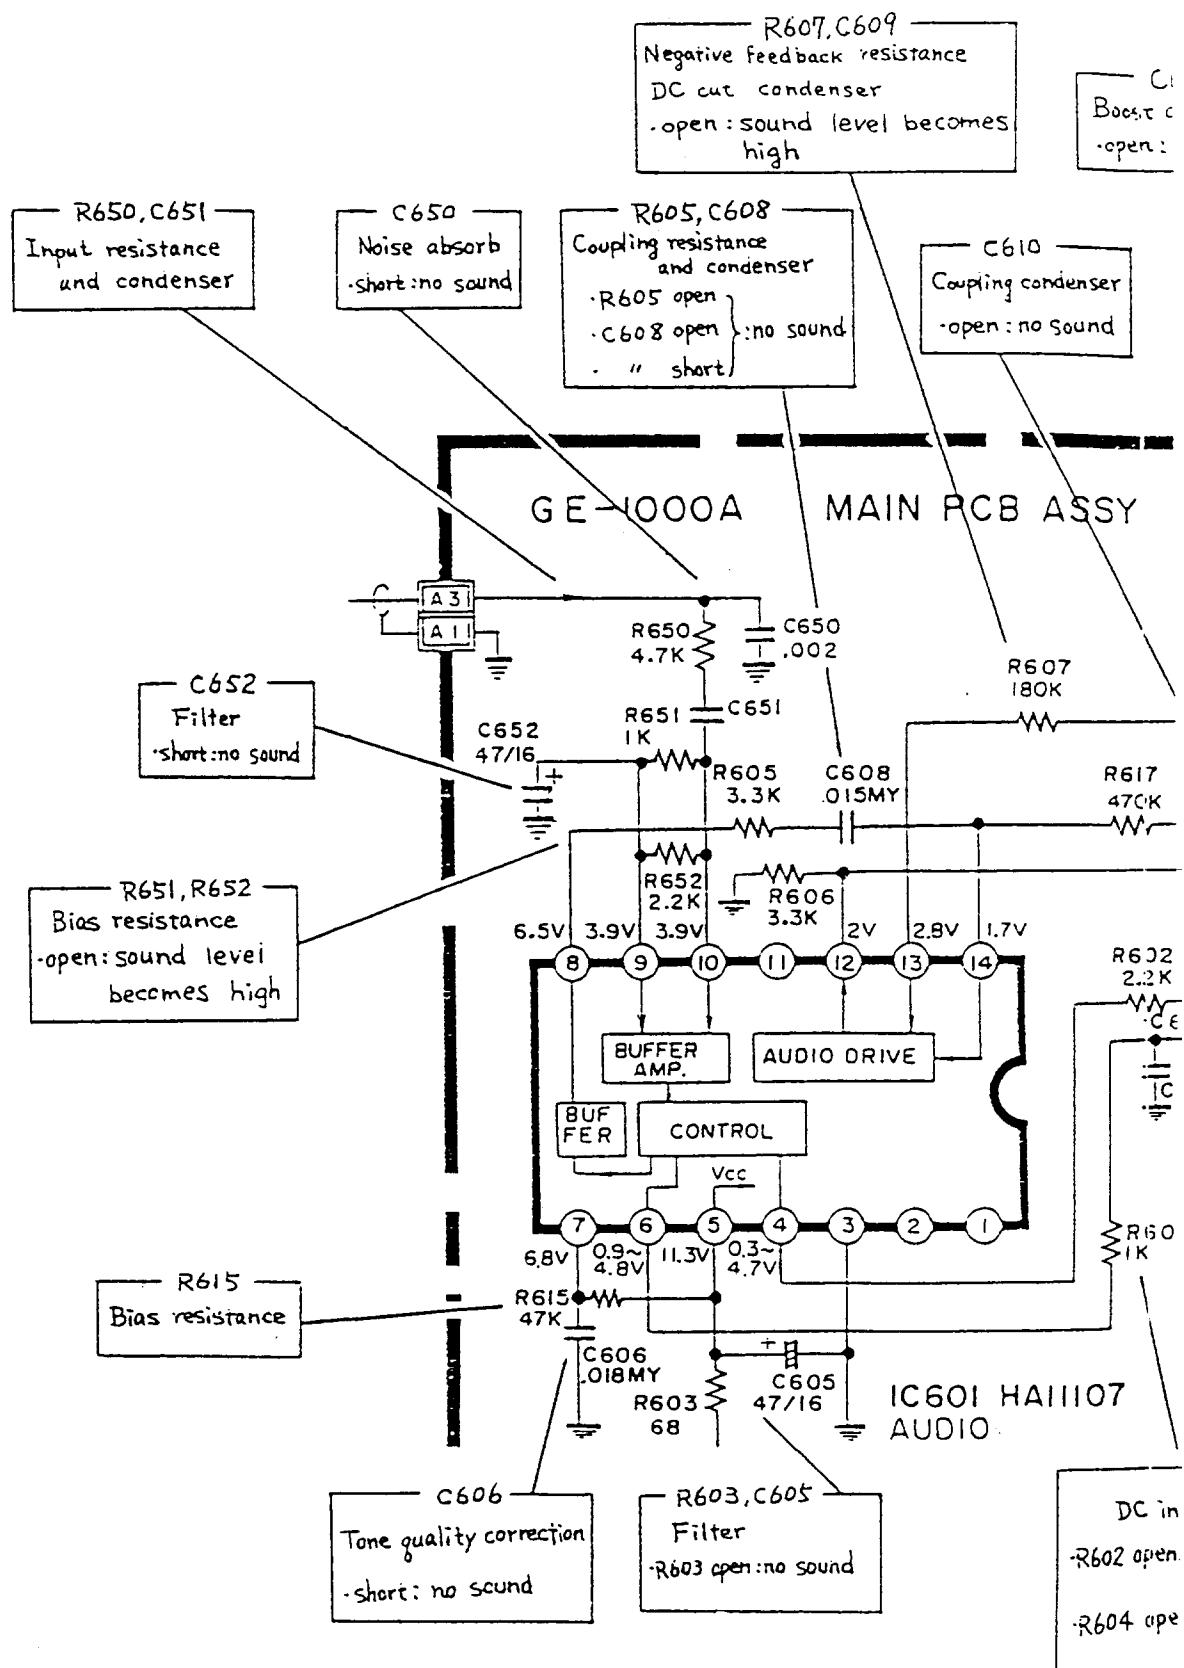 R607,C609
Negative feedback resistance
DC cut condenser
·open:sound level becomes
high
Boost
·open:
R650,C651
Input resistance
and condenser
C650
Noise absorb
·short:no sound
R605,C608
Coupling resistance
and condenser
·R605 open
·C608 open
:no sound
· " short
C610
Coupling condenser
·open:no sound
GE-1000A MAIN PCB ASSY
A3
A1
R650
4.7K
C650
.002
R607
180K
C652
Filter
·short:no sound
C652
47/16
+
R651
1K
C651
R605
3.3K
C608
.015MY
R617
470K
R652
2.2K
R606
3.3K
R651,R652
Bias resistance
·open:sound level
becomes high
6.5V 3.9V 3.9V 2V 2.8V 1.7V
8 9 10 11 12 13 14
R602
2.2K
BUFFER
AMP.
AUDIO DRIVE
BUF
FER
CONTROL
Vcc
7 6 5 4 3 2 1
6.8V 0.9~
4.8V 11.3V 0.3~
4.7V
R60
1K
R615
Bias resistance
R615
47K
C606
.018MY
R603
68
+
C605
47/16
IC601 HA11107
AUDIO
C606
Tone quality correction
·short: no sound
R603,C605
Filter
·R603 open:no sound
DC in
·R602 open
·R604 ope